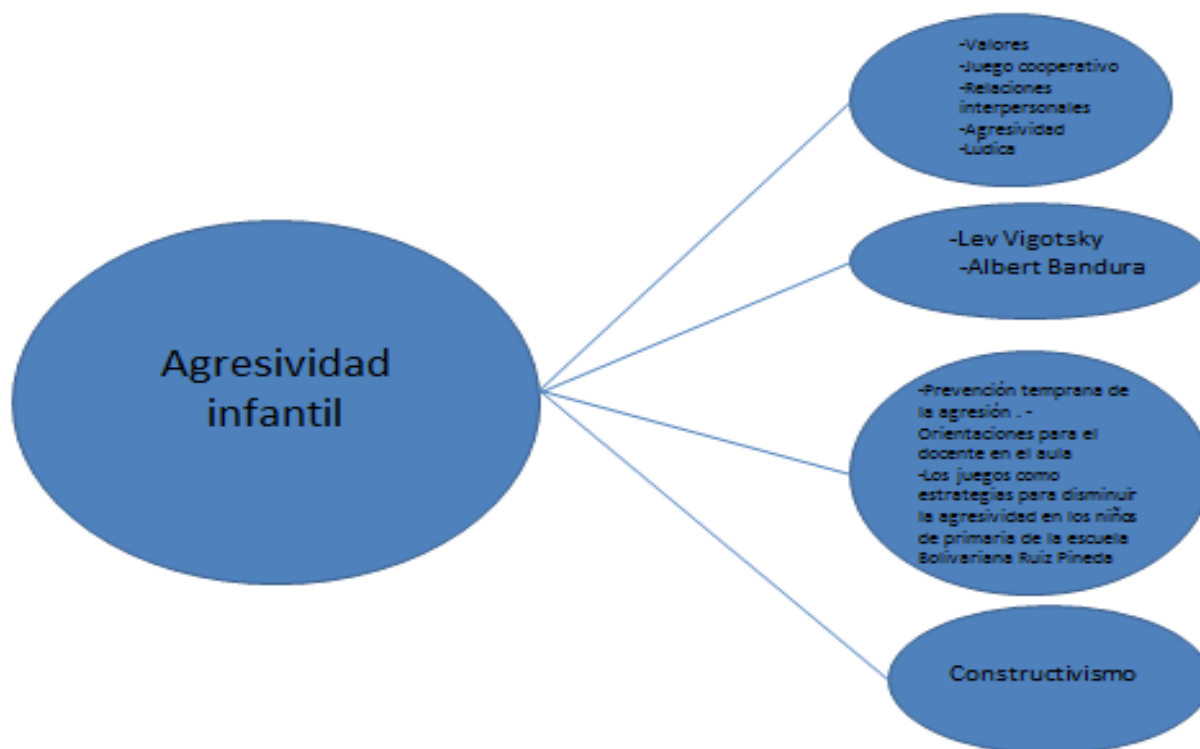 Agresividad
infantil
-Valores
-Juego cooperativo
-Relaciones
interpersonales
-Agresividad
-Lúdica
-Lev Vigotsky
-Albert Bandura
-Prevención temprana de
la agresión . -
Orientaciones para el
docente en el aula
-Los juegos como
estrategias para disminuir
la agresividad en los niños
de primaria de la escuela
Bolivariana Ruiz Pineda
Constructivismo